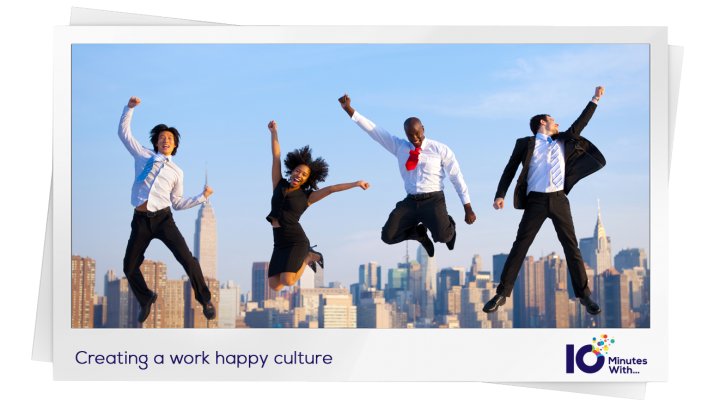 Creating a work happy culture
10 Minutes
With...